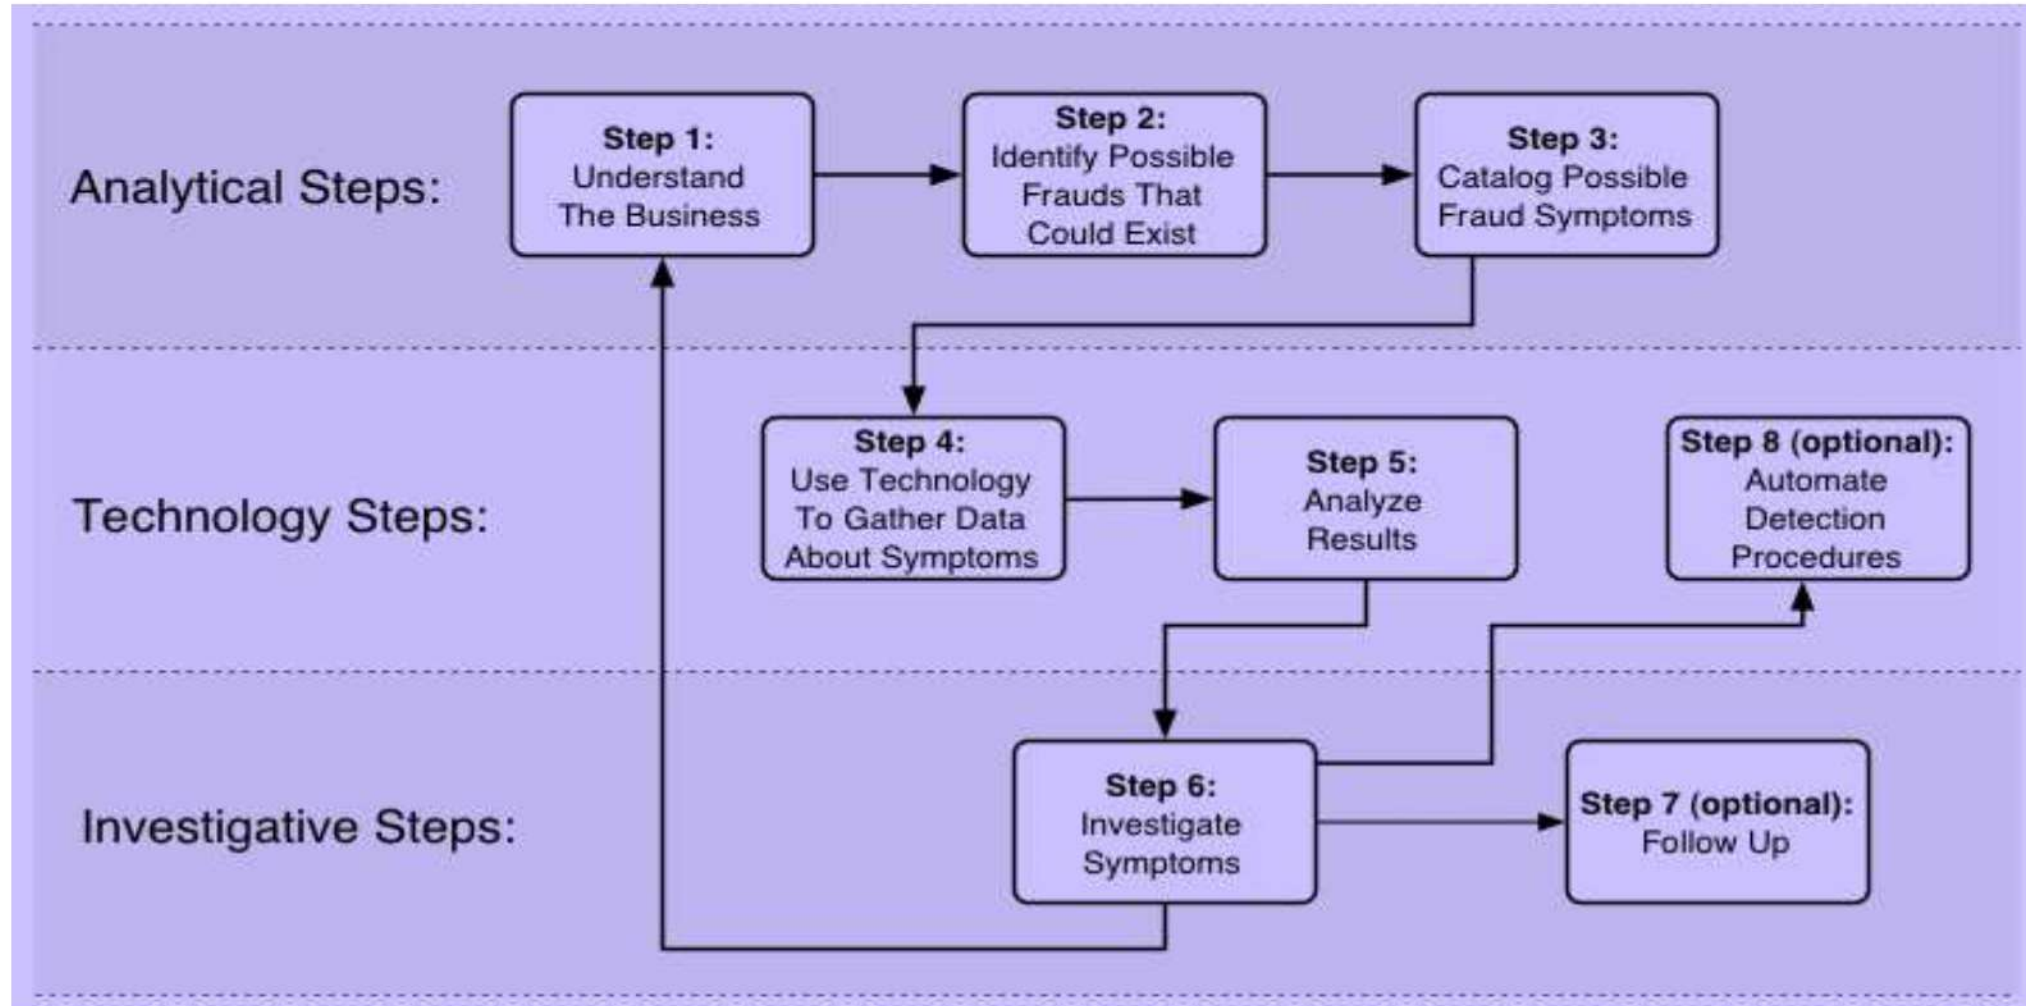 Analytical Steps:
Step 1:
Understand
The Business
Step 2:
Identify Possible
Frauds That
Could Exist
Step 3:
Catalog Possible
Fraud Symptoms
Technology Steps:
Step 4:
Use Technology
To Gather Data
About Symptoms
Step 5:
Analyze
Results
Step 8 (optional):
Automate
Detection
Procedures
Investigative Steps:
Step 6:
Investigate
Symptoms
Step 7 (optional):
Follow Up